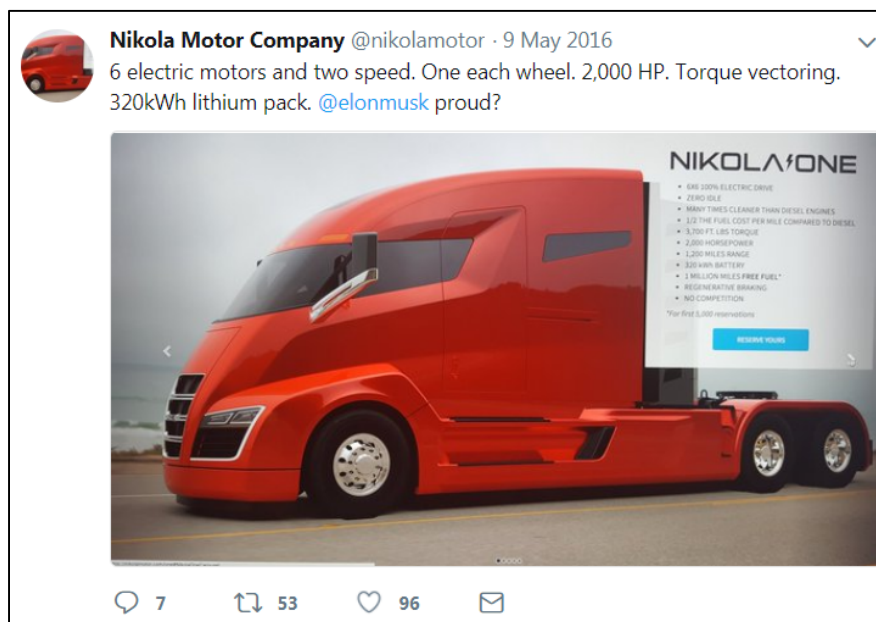 Nikola Motor Company @nikolamotor · 9 May 2016
6 electric motors and two speed. One each wheel. 2,000 HP. Torque vectoring.
320kWh lithium pack. @elonmusk proud?
NIKOLA ONE
• 6X6 100% ELECTRIC DRIVE
• ZERO IDLE
• MANY TIMES CLEANER THAN DIESEL ENGINES
• 1/2 THE FUEL COST PER MILE COMPARED TO DIESEL
• 3,700 FT. LBS TORQUE
• 2,000 HORSEPOWER
• 1,200 MILES RANGE
• 320 kWh BATTERY
• 1 MILLION MILES FREE FUEL*
• REGENERATIVE BRAKING
• NO COMPETITION
*For first 5,000 reservations
RESERVE YOURS
7 53 96